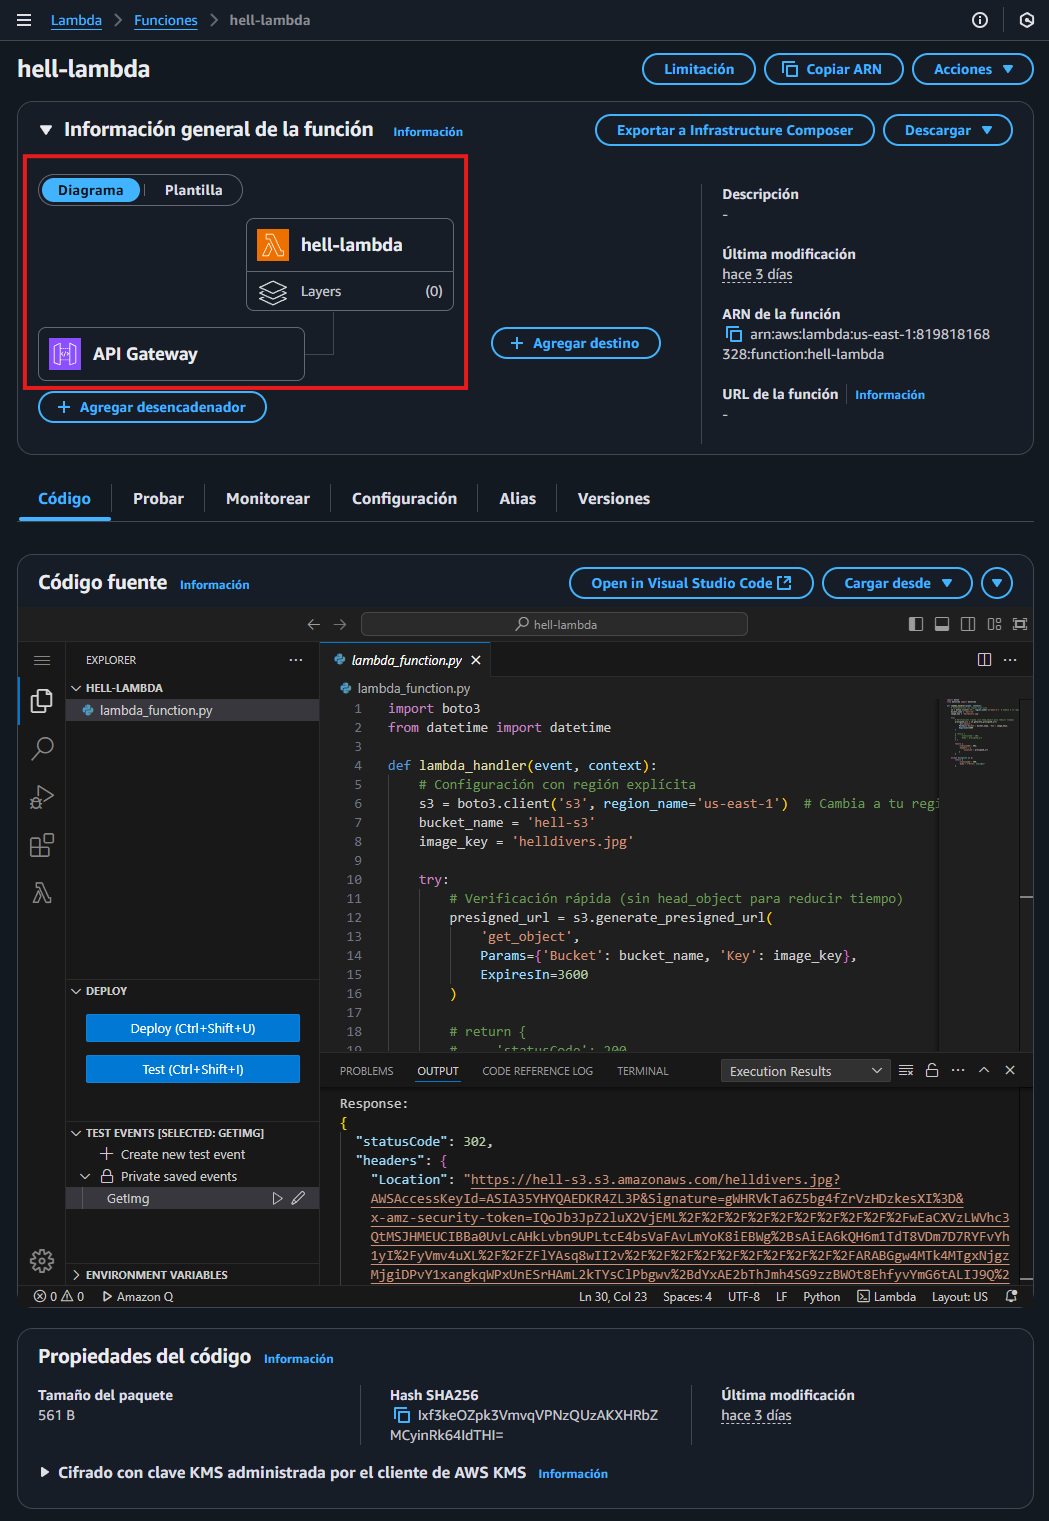 Lambda > Funciones > hell-lambda
hell-lambda
Limitación
Copiar ARN
Acciones
Información general de la función
Información
Exportar a Infrastructure Composer
Descargar
Diagrama
Plantilla
hell-lambda
Layers
(0)
API Gateway
+ Agregar desencadenador
+ Agregar destino
Descripción
-
Última modificación
hace 3 días
ARN de la función
arn:aws:lambda:us-east-1:819818168
328:function:hell-lambda
URL de la función
Información
-
Código
Probar
Monitorear
Configuración
Alias
Versiones
Código fuente
Información
Open in Visual Studio Code
Cargar desde
hell-lambda
EXPLORER
HELL-LAMBDA
lambda_function.py
DEPLOY
Deploy (Ctrl+Shift+U)
Test (Ctrl+Shift+I)
TEST EVENTS [SELECTED: GETIMG]
Create new test event
Private saved events
GetImg
ENVIRONMENT VARIABLES
lambda_function.py
lambda_function.py
1 import boto3
2 from datetime import datetime
3
4 def lambda_handler(event, context):
5 # Configuración con región explícita
6 s3 = boto3.client('s3', region_name='us-east-1') # Cambia a tu regi
7 bucket_name = 'hell-s3'
8 image_key = 'helldivers.jpg'
9
10 try:
11 # Verificación rápida (sin head_object para reducir tiempo)
12 presigned_url = s3.generate_presigned_url(
13 'get_object',
14 Params={'Bucket': bucket_name, 'Key': image_key},
15 ExpiresIn=3600
16 )
17
18 # return {
19 # 'statusCode': 200
PROBLEMS
OUTPUT
CODE REFERENCE LOG
TERMINAL
Execution Results
Response:
{
"statusCode": 302,
"headers": {
"Location": "https://hell-s3.s3.amazonaws.com/helldivers.jpg?
AWSAccessKeyId=ASIA35YHYQAEDKR4ZL3P&Signature=gWHRVkTa6Z5bg4fZrVzHDzkesXI%3D&
x-amz-security-token=IQoJb3JpZ2luX2VjEML%2F%2F%2F%2F%2F%2F%2F%2F%2F%2FwEaCXVzLWVhc3
QtMSJHMEUCIBBa0UvLcAHkLvbn9UPLtcE4bsVaFAvLmYoK8iEBWg%2BsAiEA6kQH6m1TdT8VDm7D7RYFvYh
1yI%2FyVmv4uXL%2F%2FZFlYAsq8wII2v%2F%2F%2F%2F%2F%2F%2F%2F%2F%2FARABGgw4MTk4MTgxNjgz
MjgiDPvY1xangkqWPxUnESrHAmL2kTYsClPbgwv%2BdYxAE2bThJmh4SG9zzBWOt8EhfyvYmG6tALIJ9Q%2
0 0 Amazon Q
Ln 30, Col 23
Spaces: 4
UTF-8
LF
Python
Lambda
Layout: US
Propiedades del código
Información
Tamaño del paquete
561 B
Hash SHA256
lxf3keOZpk3VmvqVPNzQUzAKXHRbZ
MCyinRk64IdTHI=
Última modificación
hace 3 días
Cifrado con clave KMS administrada por el cliente de AWS KMS
Información